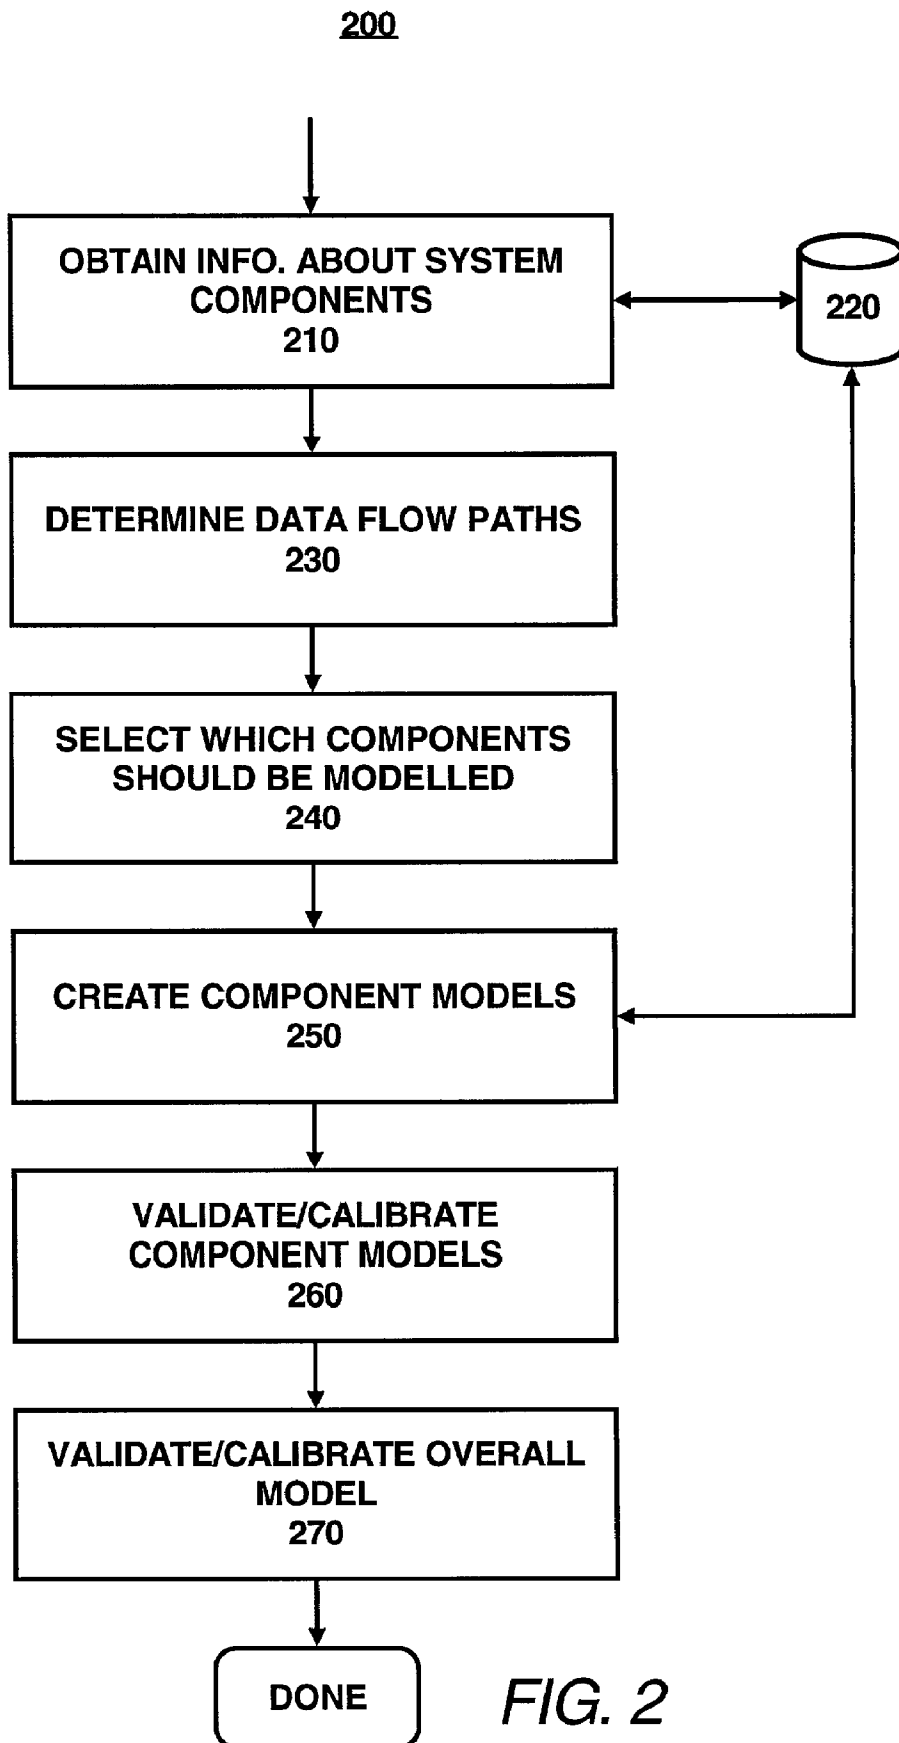 200
OBTAIN INFO. ABOUT SYSTEM
COMPONENTS
210
220
DETERMINE DATA FLOW PATHS
230
SELECT WHICH COMPONENTS
SHOULD BE MODELLED
240
CREATE COMPONENT MODELS
250
VALIDATE/CALIBRATE
COMPONENT MODELS
260
VALIDATE/CALIBRATE OVERALL
MODEL
270
DONE
FIG. 2